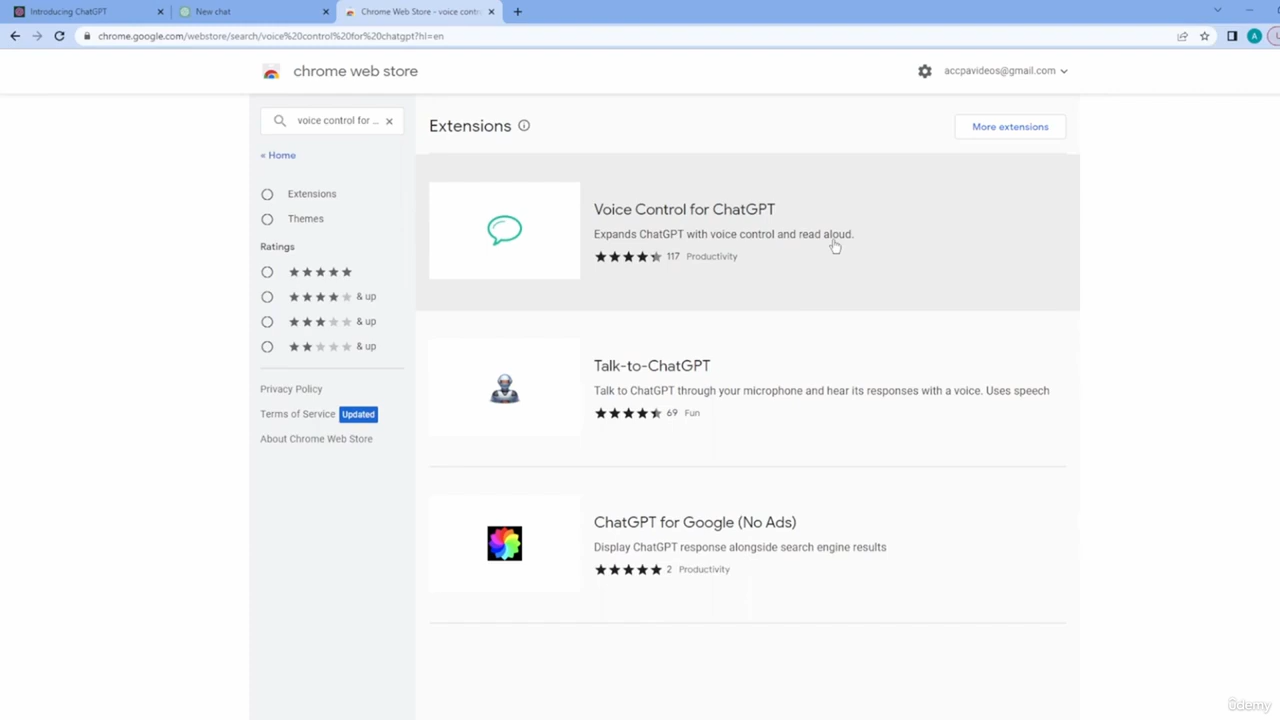 Introducing ChatGPT
New chat
Chrome Web Store - voice contr
chrome.google.com/webstore/search/voice%20control%20for%20chatgpt?hl=en
A
chrome web store
accpavideos@gmail.com
voice control for ...
Extensions
More extensions
« Home
Extensions
Themes
Ratings
& up
& up
& up
Privacy Policy
Terms of Service Updated
About Chrome Web Store
Voice Control for ChatGPT
Expands ChatGPT with voice control and read aloud.
117 Productivity
Talk-to-ChatGPT
Talk to ChatGPT through your microphone and hear its responses with a voice. Uses speech
69 Fun
ChatGPT for Google (No Ads)
Display ChatGPT response alongside search engine results
2 Productivity
ûdemy